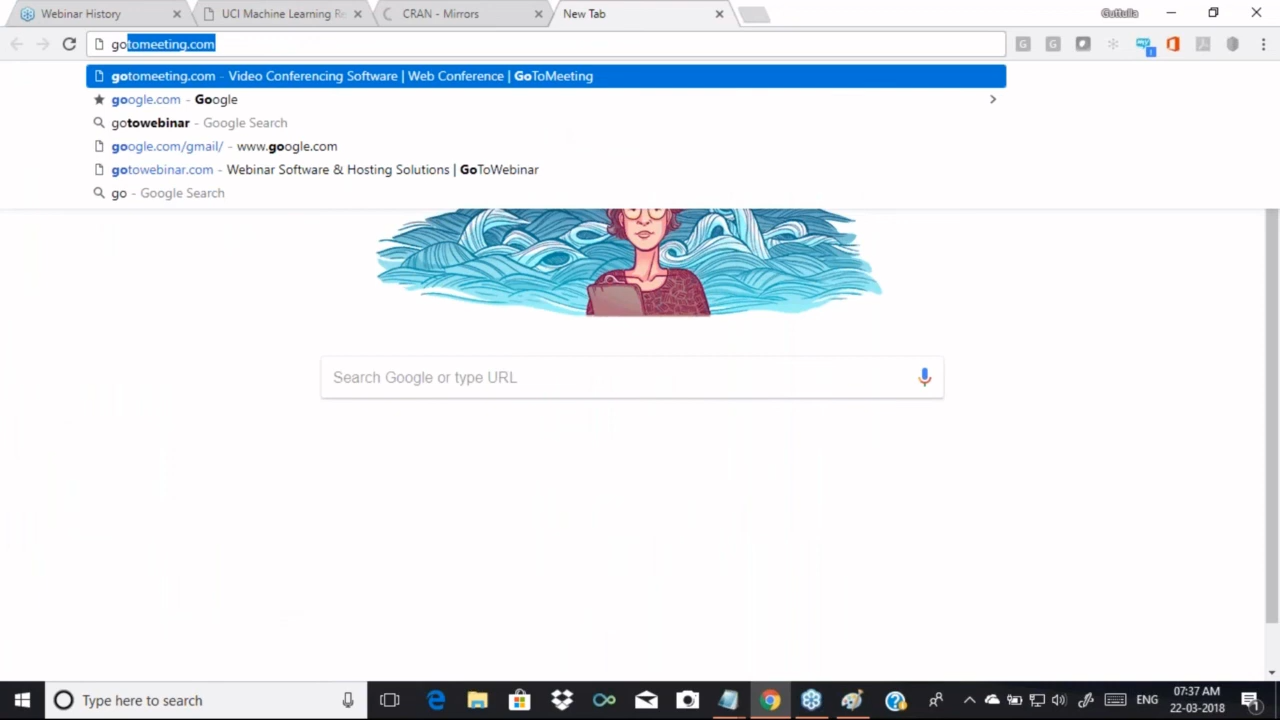 Webinar History
UCI Machine Learning Re
CRAN - Mirrors
New Tab
Guttulla
gotomeeting.com
gotomeeting.com - Video Conferencing Software | Web Conference | GoToMeeting
google.com - Google
gotowebinar - Google Search
google.com/gmail/ - www.google.com
gotowebinar.com - Webinar Software & Hosting Solutions | GoToWebinar
go - Google Search
Search Google or type URL
Type here to search
ENG
07:37 AM
22-03-2018